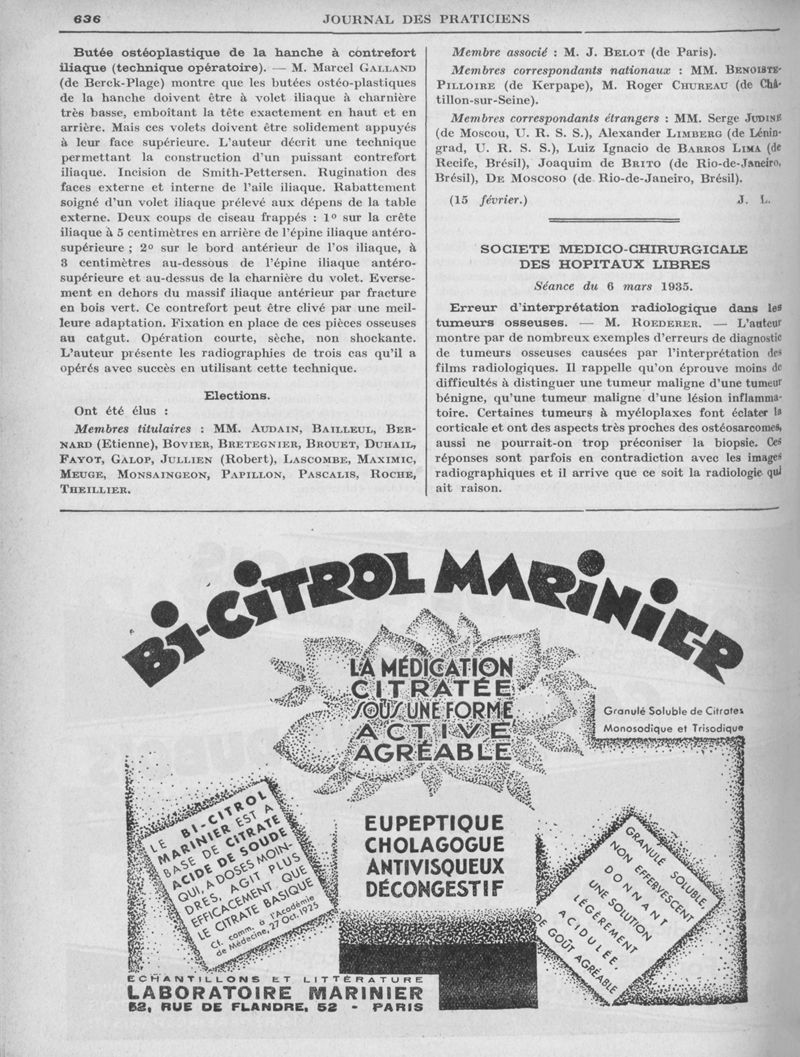 636
JOURNAL DES PRATICIENS
Butée ostéoplastique de la hanche à contrefort
iliaque (technique opératoire). — M. Marcel GALLAND
(de Berck-Plage) montre que les butées ostéo-plastiques
de la hanche doivent être à volet iliaque à charnière
très basse, emboîtant la tête exactement en haut et en
arrière. Mais ces volets doivent être solidement appuyés
à leur face supérieure. L'auteur décrit une technique
permettant la construction d'un puissant contrefort
iliaque. Incision de Smith-Pettersen. Rugination des
faces externe et interne de l'aile iliaque. Rabattement
soigné d'un volet iliaque prélevé aux dépens de la table
externe. Deux coups de ciseau frappés : 1º sur la crête
iliaque à 5 centimètres en arrière de l'épine iliaque antéro-
supérieure ; 2º sur le bord antérieur de l'os iliaque, à
3 centimètres au-dessous de l'épine iliaque antéro-
supérieure et au-dessus de la charnière du volet. Everse-
ment en dehors du massif iliaque antérieur par fracture
en bois vert. Ce contrefort peut être clivé par une meil-
leure adaptation. Fixation en place de ces pièces osseuses
au catgut. Opération courte, sèche, non shockante.
L'auteur présente les radiographies de trois cas qu'il a
opérés avec succès en utilisant cette technique.
Elections.
Ont été élus :
Membres titulaires : MM. AUDAIN, BAILLEUL, BER-
NARD (Etienne), BOVIER, BRETEGNIER, BROUET, DUHAIL,
FAYOT, GALOP, JULLIEN (Robert), LASCOMBE, MAXIMIC,
MEUGE, MONSAINGEON, PAPILLON, PASCALIS, ROCHE,
THEILLIER.
Membre associé : M. J. BELOT (de Paris).
Membres correspondants nationaux : MM. BENOISTE-
PILLOIRE (de Kerpape), M. Roger CHUREAU (de Châ-
tillon-sur-Seine).
Membres correspondants étrangers : MM. Serge JUDINE
(de Moscou, U. R. S. S.), Alexander LIMBERG (de Lénin-
grad, U. R. S. S.), Luiz Ignacio de BARROS LIMA (de
Recife, Brésil), Joaquim de BRITO (de Rio-de-Janeiro,
Brésil), DE MOSCOSO (de Rio-de-Janeiro, Brésil).
(15 février.) J. L.
SOCIETE MEDICO-CHIRURGICALE
DES HOPITAUX LIBRES
Séance du 6 mars 1935.
Erreur d'interprétation radiologique dans les
tumeurs osseuses. — M. ROEDERER. — L'auteur
montre par de nombreux exemples d'erreurs de diagnostic
de tumeurs osseuses causées par l'interprétation des
films radiologiques. Il rappelle qu'on éprouve moins de
difficultés à distinguer une tumeur maligne d'une tumeur
bénigne, qu'une tumeur maligne d'une lésion inflamma-
toire. Certaines tumeurs à myéloplaxes font éclater la
corticale et ont des aspects très proches des ostéosarcomes,
aussi ne pourrait-on trop préconiser la biopsie. Ces
réponses sont parfois en contradiction avec les images
radiographiques et il arrive que ce soit la radiologie qui
ait raison.
BI-CITROL MARINIER
LA MÉDICATION
CITRATÉE
SOUS UNE FORME
ACTIVE
AGRÉABLE
Granulé Soluble de Citrates
Monosodique et Trisodique
LE BI-CITROL
MARINIER EST A
BASE DE CITRATE
ACIDE DE SOUDE
QUI, A DOSES MOIN-
DRES, AGIT PLUS
EFFICACEMENT QUE
LE CITRATE BASIQUE
Cf. comm. à l'Académie
de Médecine, 27 Oct. 1925
EUPEPTIQUE
CHOLAGOGUE
ANTIVISQUEUX
DÉCONGESTIF
GRANULE SOLUBLE,
NON EFFERVESCENT
DONNANT
UNE SOLUTION
LÉGÉREMENT
ACIDULÉE
DE GOÛT AGRÉABLE
ECHANTILLONS ET LITTÉRATURE
LABORATOIRE MARINIER
52, RUE DE FLANDRE, 52 - PARIS